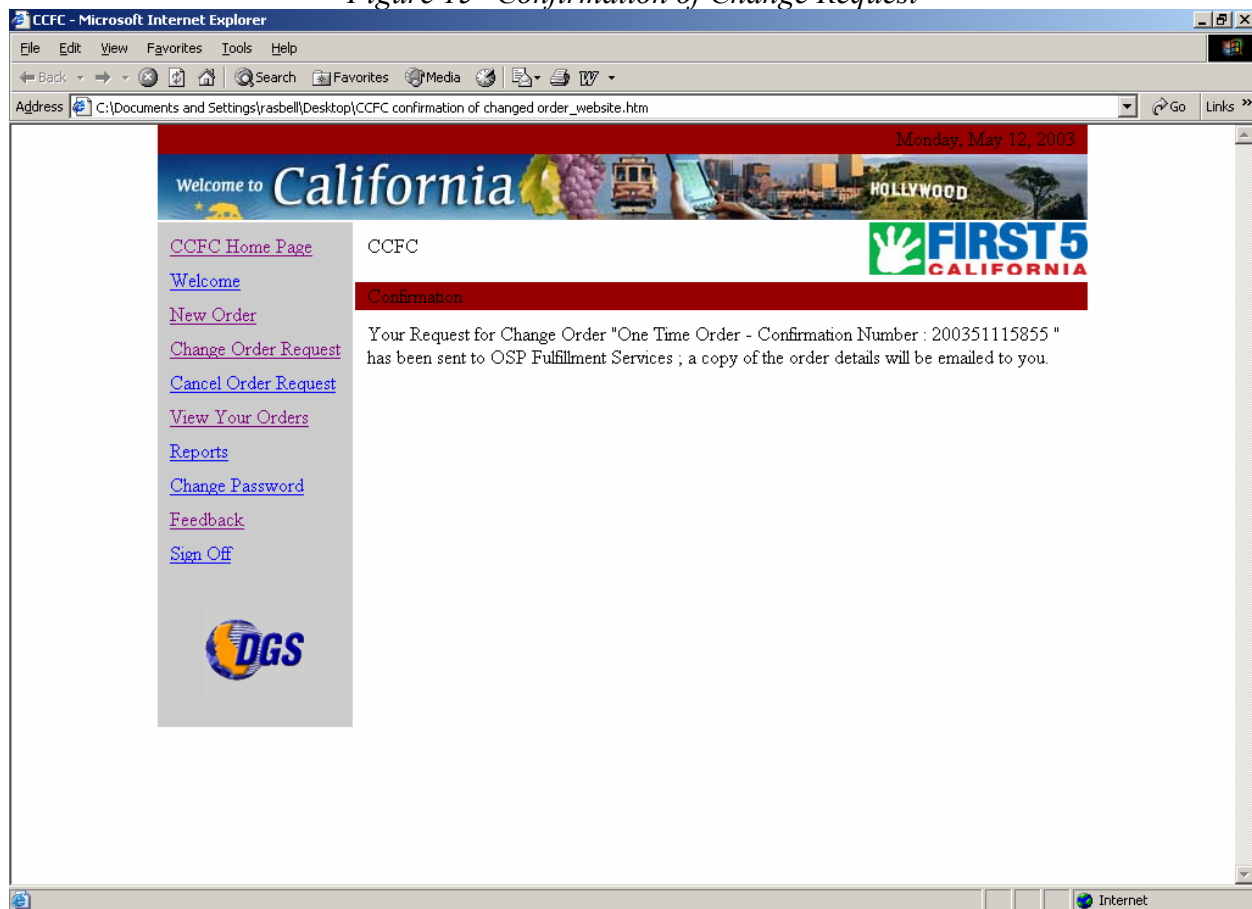 Figure 15 - Confirmation of Change Request
CCFC - Microsoft Internet Explorer
File Edit View Favorites Tools Help
Back Search Favorites Media
Address C:\Documents and Settings\rasbell\Desktop\CCFC confirmation of changed order_website.htm Go Links »
Monday, May 12, 2003
Welcome to California
HOLLYWOOD
CCFC Home Page
Welcome
New Order
Change Order Request
Cancel Order Request
View Your Orders
Reports
Change Password
Feedback
Sign Off
DGS
CCFC
FIRST 5
CALIFORNIA
Confirmation
Your Request for Change Order "One Time Order - Confirmation Number : 200351115855 "
has been sent to OSP Fulfillment Services ; a copy of the order details will be emailed to you.
Internet